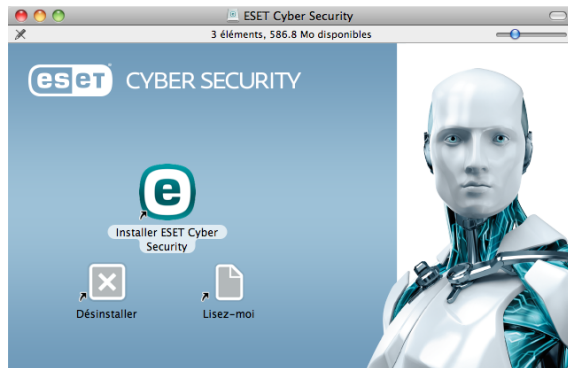 ESET Cyber Security
3 éléments, 586.8 Mo disponibles
eseT CYBER SECURITY
e
Installer ESET Cyber
Security
Désinstaller
Lisez-moi